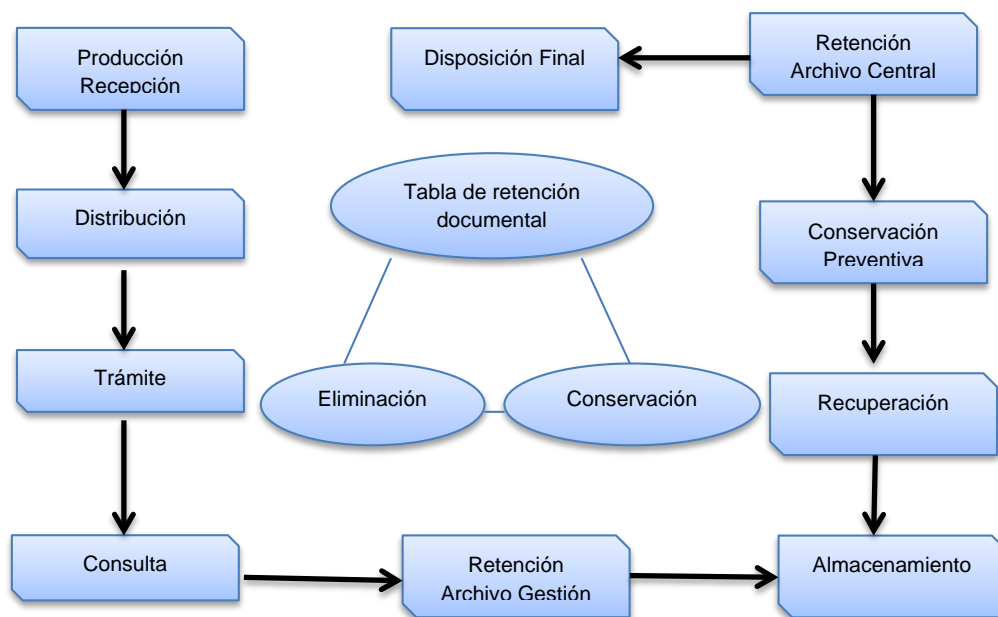 Producción
Recepción
Disposición Final
Retención
Archivo Central
Tabla de retención
documental
Distribución
Conservación
Preventiva
Trámite
Eliminación
Conservación
Recuperación
Consulta
Retención
Archivo Gestión
Almacenamiento